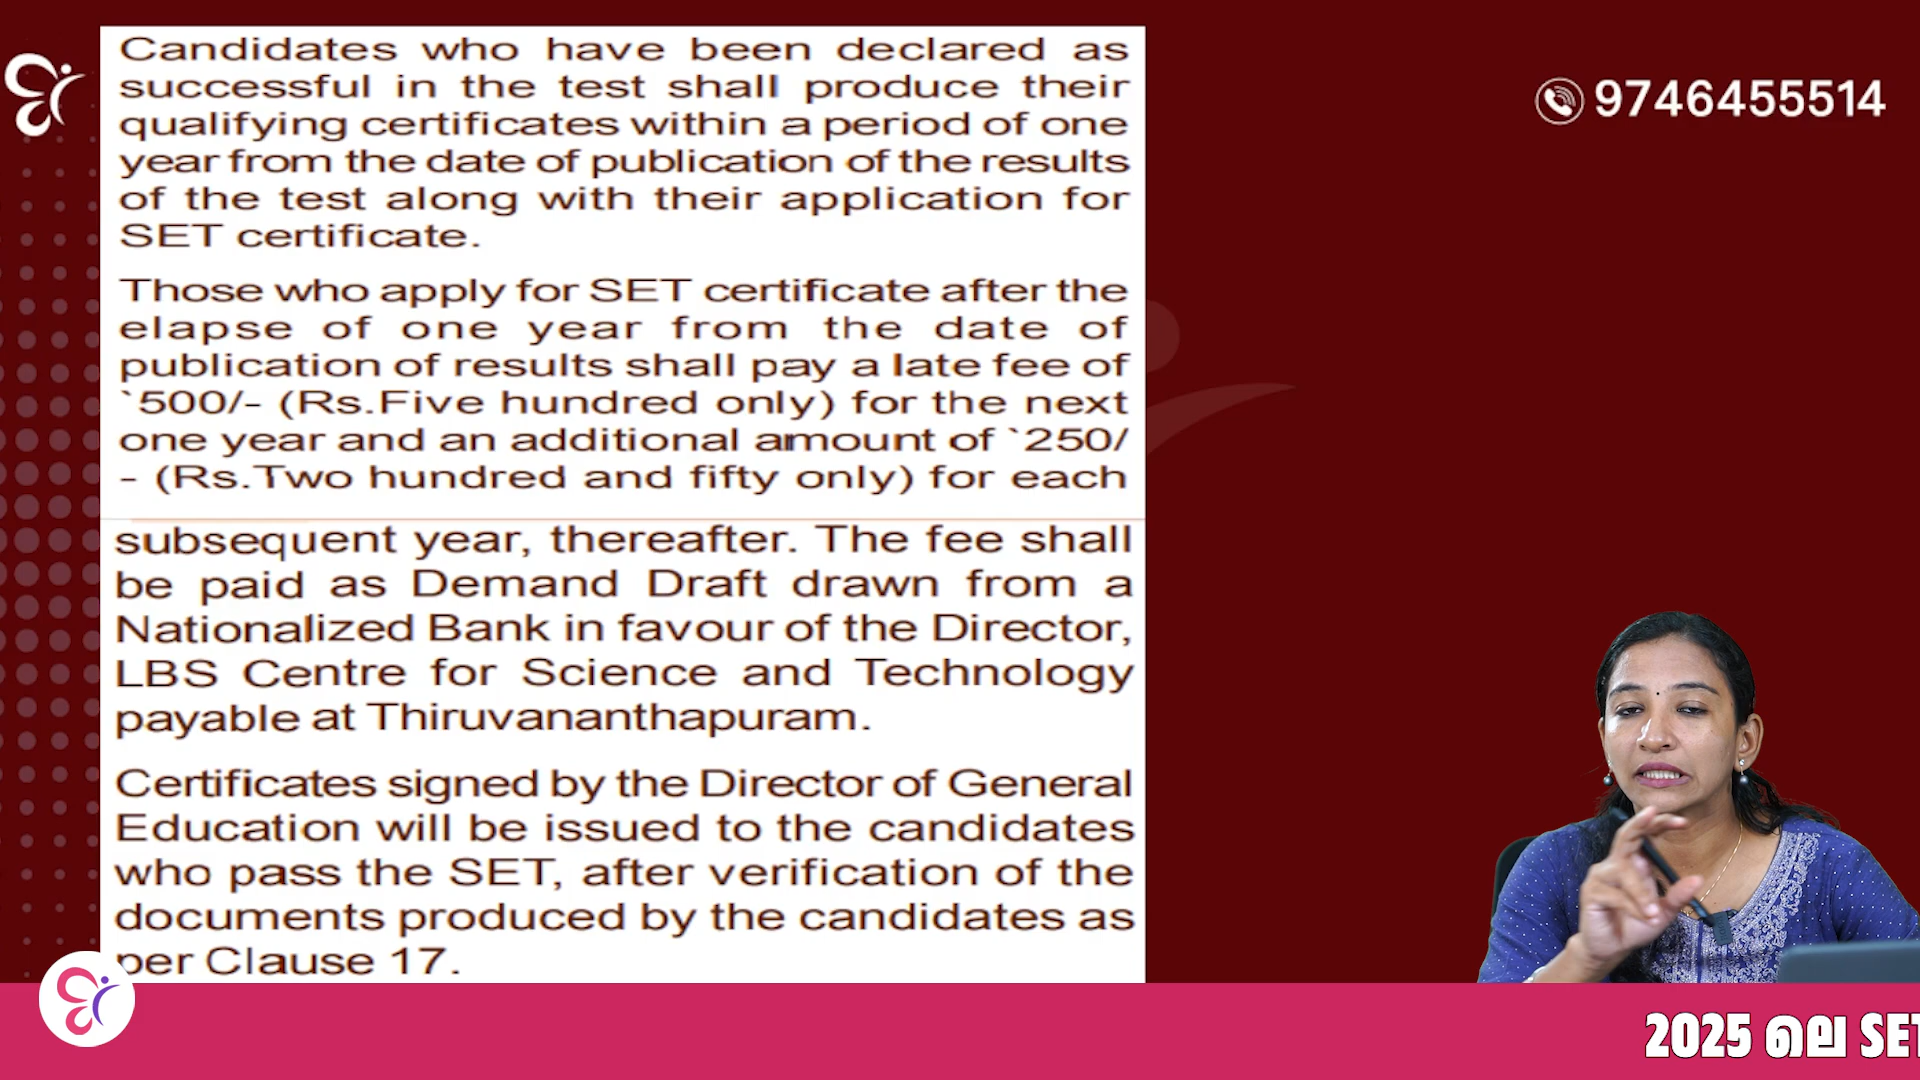 Candidates who have been declared as
successful in the test shall produce their
qualifying certificates within a period of one
year from the date of publication of the results
of the test along with their application for
SET certificate.
Those who apply for SET certificate after the
elapse of one year from the date of
publication of results shall pay a late fee of
`500/- (Rs.Five hundred only) for the next
one year and an additional amount of `250/
- (Rs.Two hundred and fifty only) for each
subsequent year, thereafter. The fee shall
be paid as Demand Draft drawn from a
Nationalized Bank in favour of the Director,
LBS Centre for Science and Technology
payable at Thiruvananthapuram.
Certificates signed by the Director of General
Education will be issued to the candidates
who pass the SET, after verification of the
documents produced by the candidates as
per Clause 17.
9746455514
2025 ലെ SET